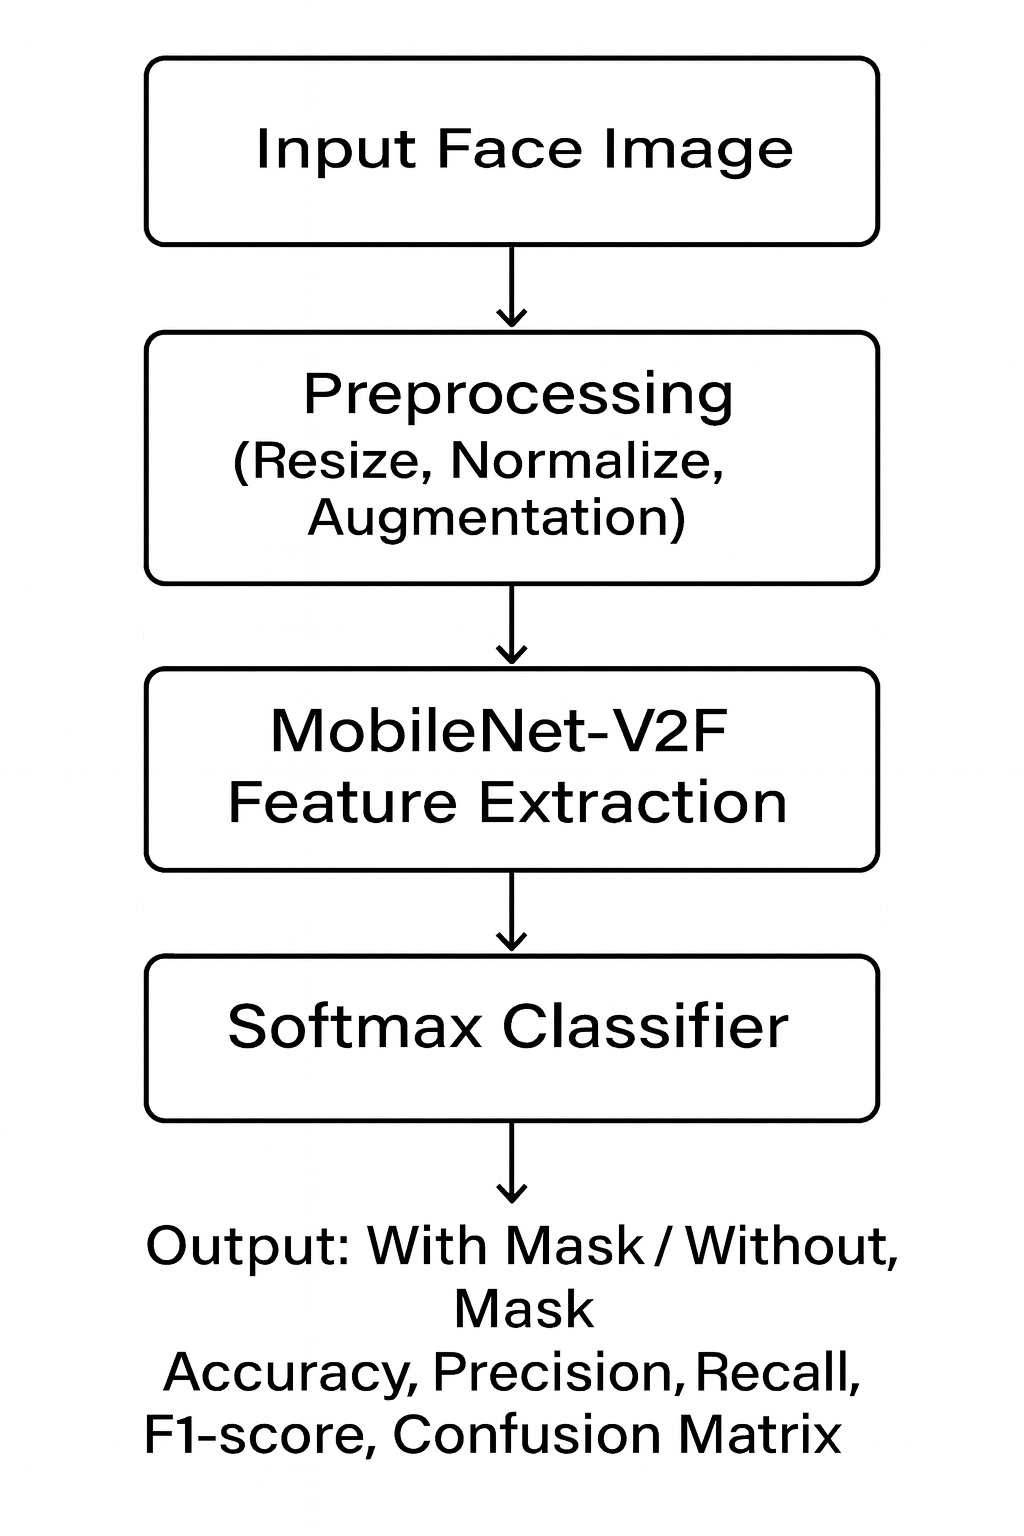 Input Face Image
Preprocessing
(Resize, Normalize,
Augmentation)
MobileNet-V2F
Feature Extraction
Softmax Classifier
Output: With Mask / Without,
Mask
Accuracy, Precision, Recall,
F1-score, Confusion Matrix